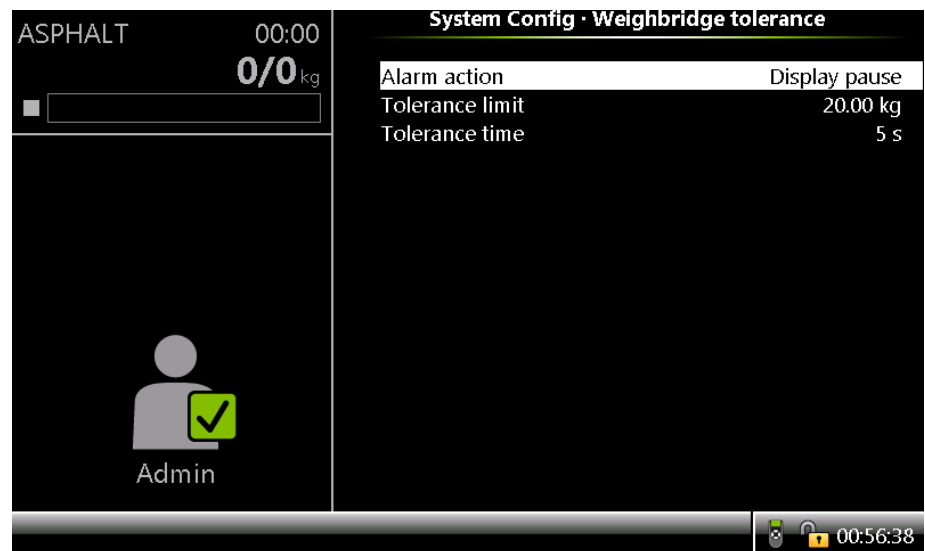 ASPHALT 00:00
0/0 kg
Admin
System Config · Weighbridge tolerance
Alarm action Display pause
Tolerance limit 20.00 kg
Tolerance time 5 s
00:56:38